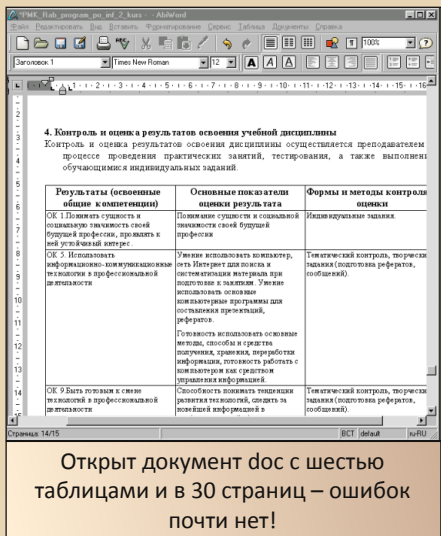 *РМК_Rab_program_po_inf_2_kurs - - AbiWord
Файл Редактировать Вид Вставить Форматирование Сервис Таблица Документы Справка
100%
Заголовок 1 Times New Roman 12 A A A
4. Контроль и оценка результатов освоения учебной дисциплины
Контроль и оценка результатов освоения дисциплины осуществляется преподавателем
процессе проведения практических занятий, тестирования, а также выполнени
обучающимися индивидуальных заданий.
Результаты (освоенные Основные показатели Формы и методы контроля
общие компетенции) оценки результата оценки
ОК 1.Понимать сущность и Понимание сущности и социальной Индивидуальные задания.
социальную значимость своей значимости своей будущей
будущей профессии, проявлять к профессии
ней устойчивый интерес.
ОК 5. Использовать Умение использовать компьютер, Тематический контроль, творчески
информационно-коммуникационные сеть Интернет для поиска и задания (подготовка рефератов,
технологии в профессиональной систематизации материала при сообщений).
деятельности подготовке к занятиям. Умение
использовать основные
компьютерные программы для
составления презентаций,
рефератов.
Готовность использовать основные
методы, способы и средства
получения, хранения, переработки
информации, готовность работать с
компьютером как средством
управления информацией.
ОК 9.Быть готовым к смене Способность понимать тенденции Тематический контроль, творчески
технологий в профессиональной развития технологий, следить за задания (подготовка рефератов,
деятельности новейшей информацией в сообщений).
Страница: 14/15 ВСТ default ru-RU
Открыт документ doc с шестью
таблицами и в 30 страниц – ошибок
почти нет!